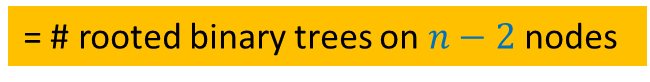 = # rooted binary trees on n − 2 nodes